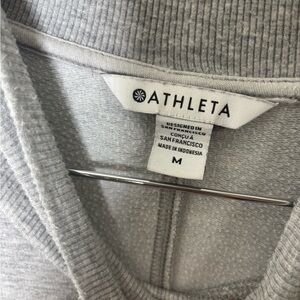 ATHLETA
DESIGNED IN
SAN FRANCISCO
CONÇU À
SAN FRANCISCO
MADE IN INDONESIA
M